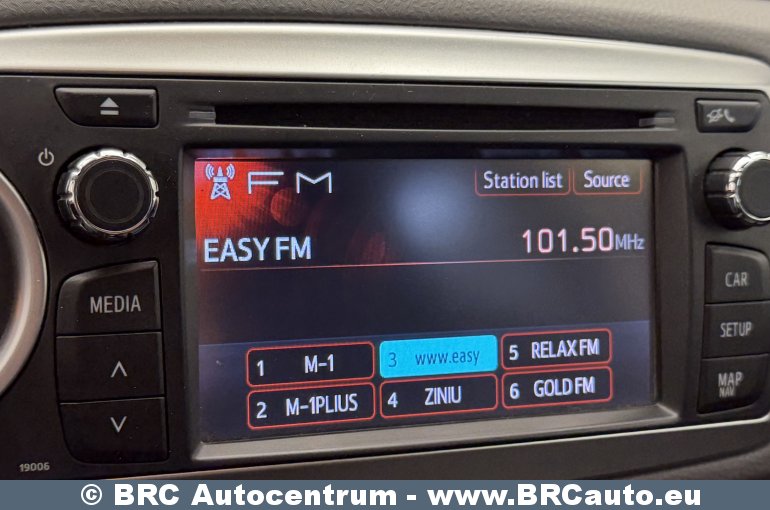 FM
Station list
Source
EASY FM
101.50MHz
MEDIA
CAR
SETUP
MAP
NAV
1 M-1
3 www.easy
5 RELAX FM
2 M-1PLIUS
4 ZINIU
6 GOLD FM
19006
© BRC Autocentrum - www.BRCauto.eu